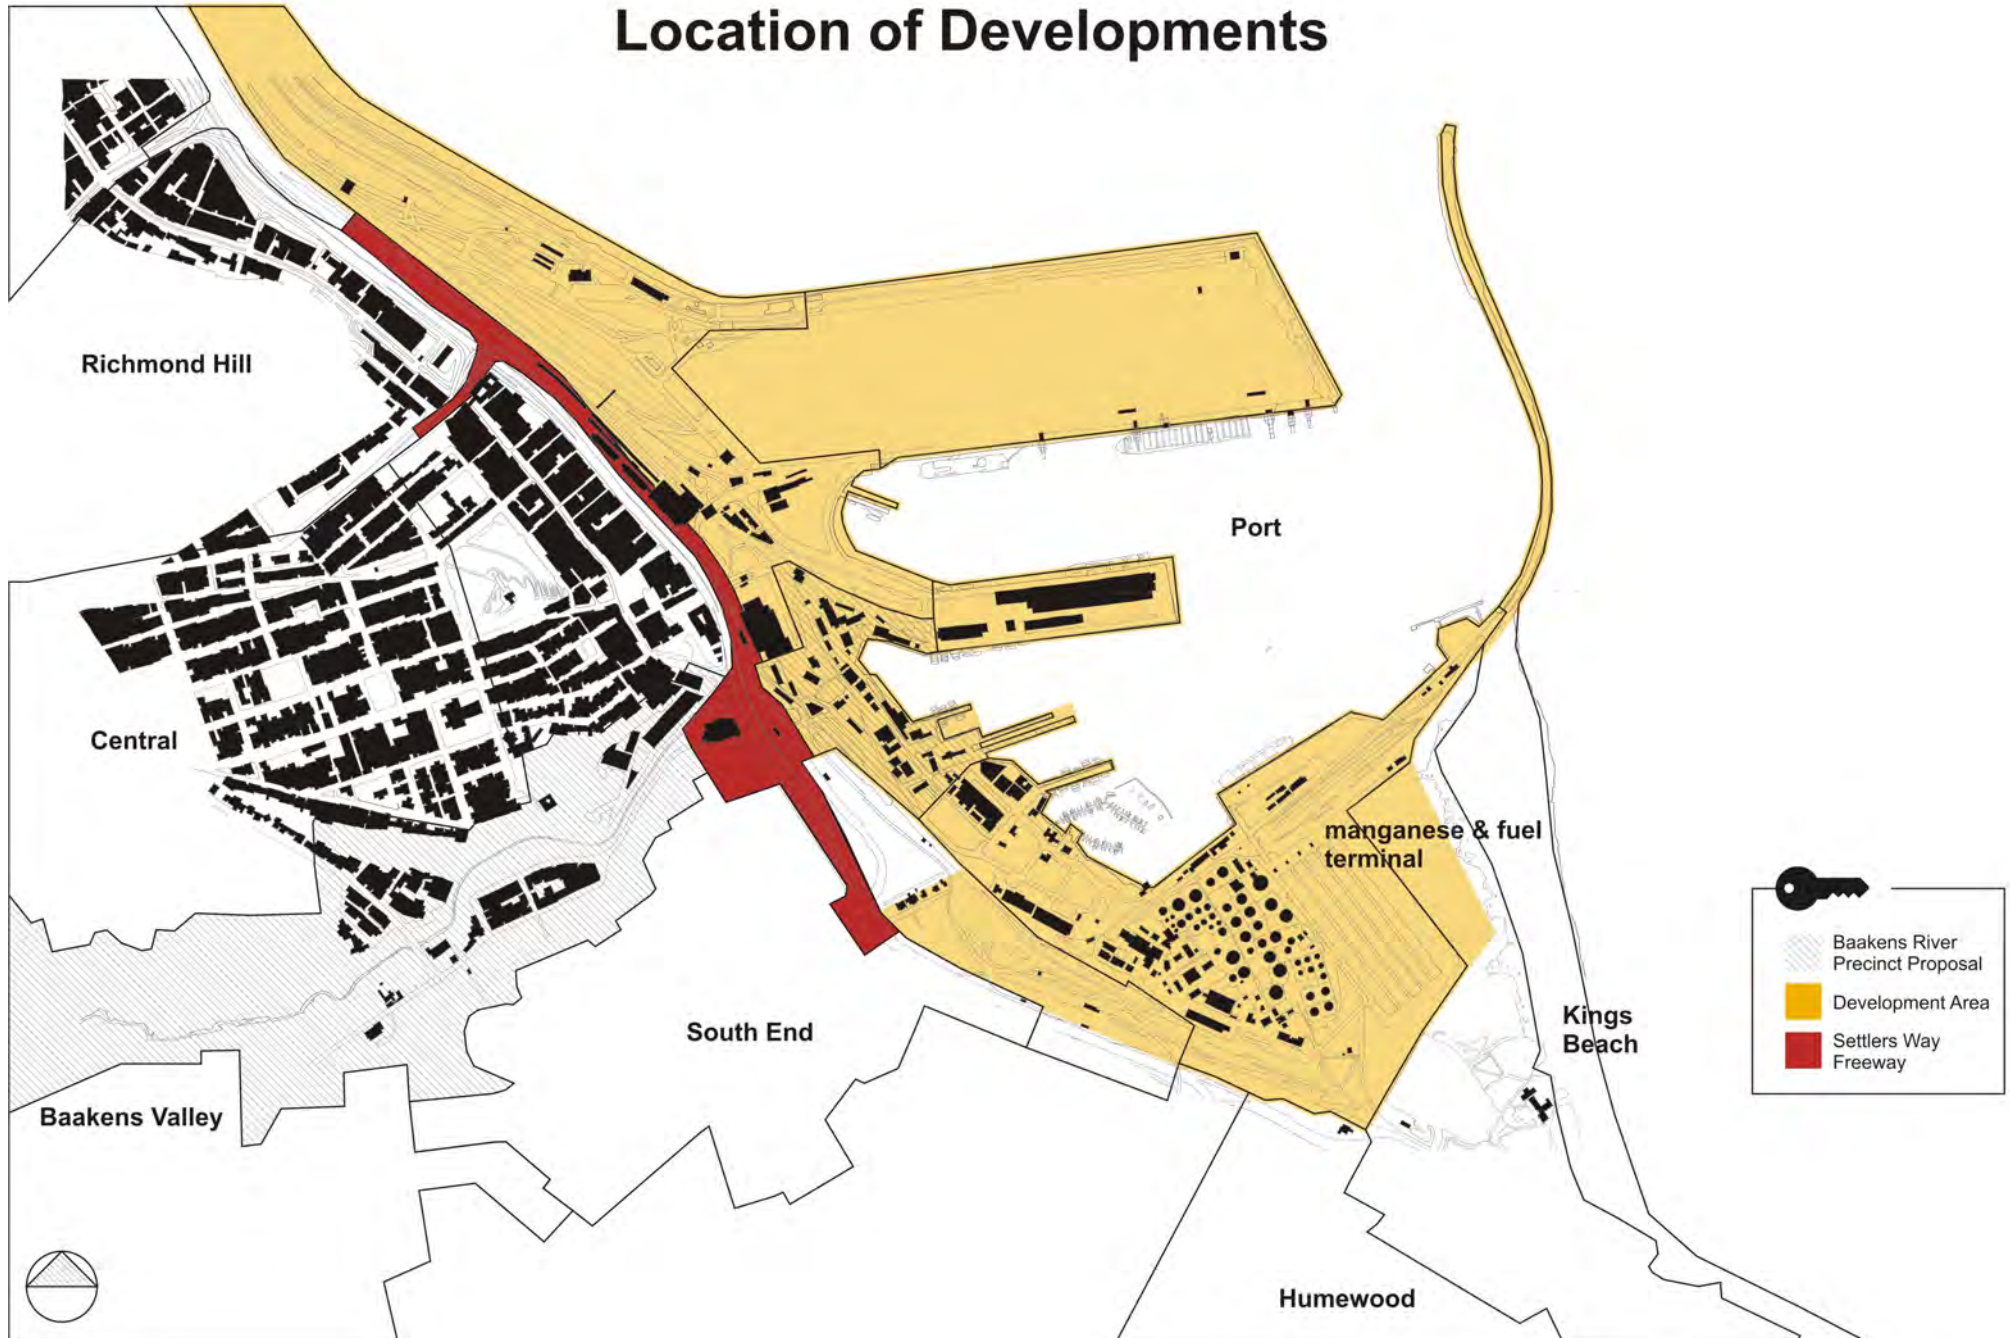 Location of Developments
Richmond Hill
Port
Central
manganese & fuel
terminal
Baakens River
Precinct Proposal
Development Area
Settlers Way
Freeway
Kings
Beach
South End
Baakens Valley
Humewood